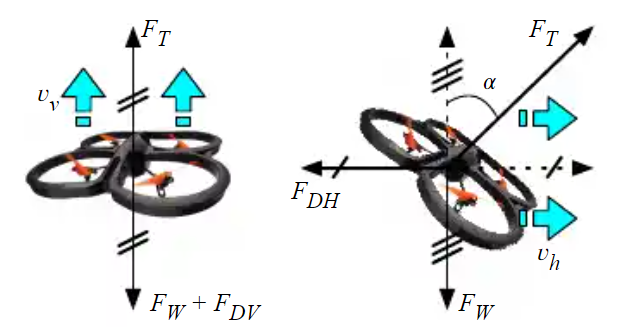 F_T
v_v
F_W + F_DV
F_T
α
F_DH
v_h
F_W